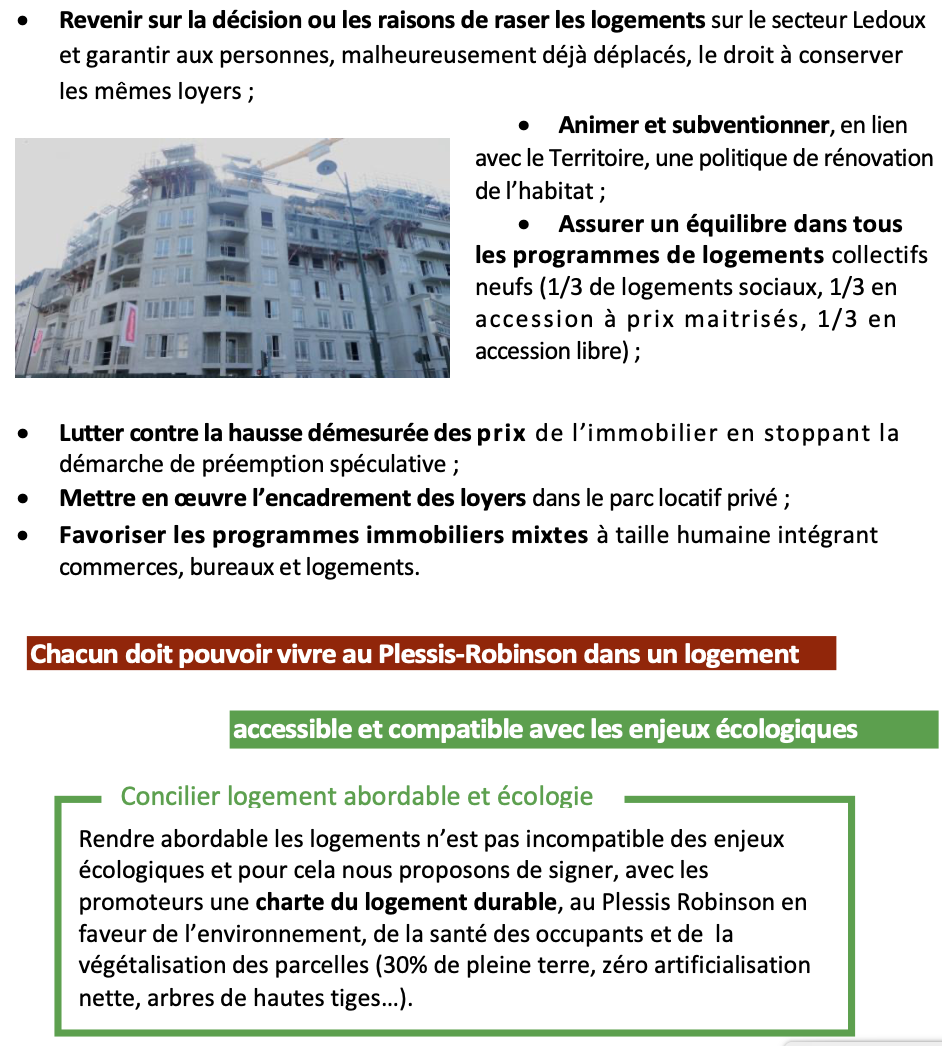 • Revenir sur la décision ou les raisons de raser les logements sur le secteur Ledoux
et garantir aux personnes, malheureusement déjà déplacés, le droit à conserver
les mêmes loyers ;
• Animer et subventionner, en lien
avec le Territoire, une politique de rénovation
de l’habitat ;
• Assurer un équilibre dans tous
les programmes de logements collectifs
neufs (1/3 de logements sociaux, 1/3 en
accession à prix maitrisés, 1/3 en
accession libre) ;
• Lutter contre la hausse démesurée des prix de l’immobilier en stoppant la
démarche de préemption spéculative ;
• Mettre en œuvre l’encadrement des loyers dans le parc locatif privé ;
• Favoriser les programmes immobiliers mixtes à taille humaine intégrant
commerces, bureaux et logements.
Chacun doit pouvoir vivre au Plessis-Robinson dans un logement
accessible et compatible avec les enjeux écologiques
Concilier logement abordable et écologie
Rendre abordable les logements n’est pas incompatible des enjeux
écologiques et pour cela nous proposons de signer, avec les
promoteurs une charte du logement durable, au Plessis Robinson en
faveur de l’environnement, de la santé des occupants et de la
végétalisation des parcelles (30% de pleine terre, zéro artificialisation
nette, arbres de hautes tiges…).